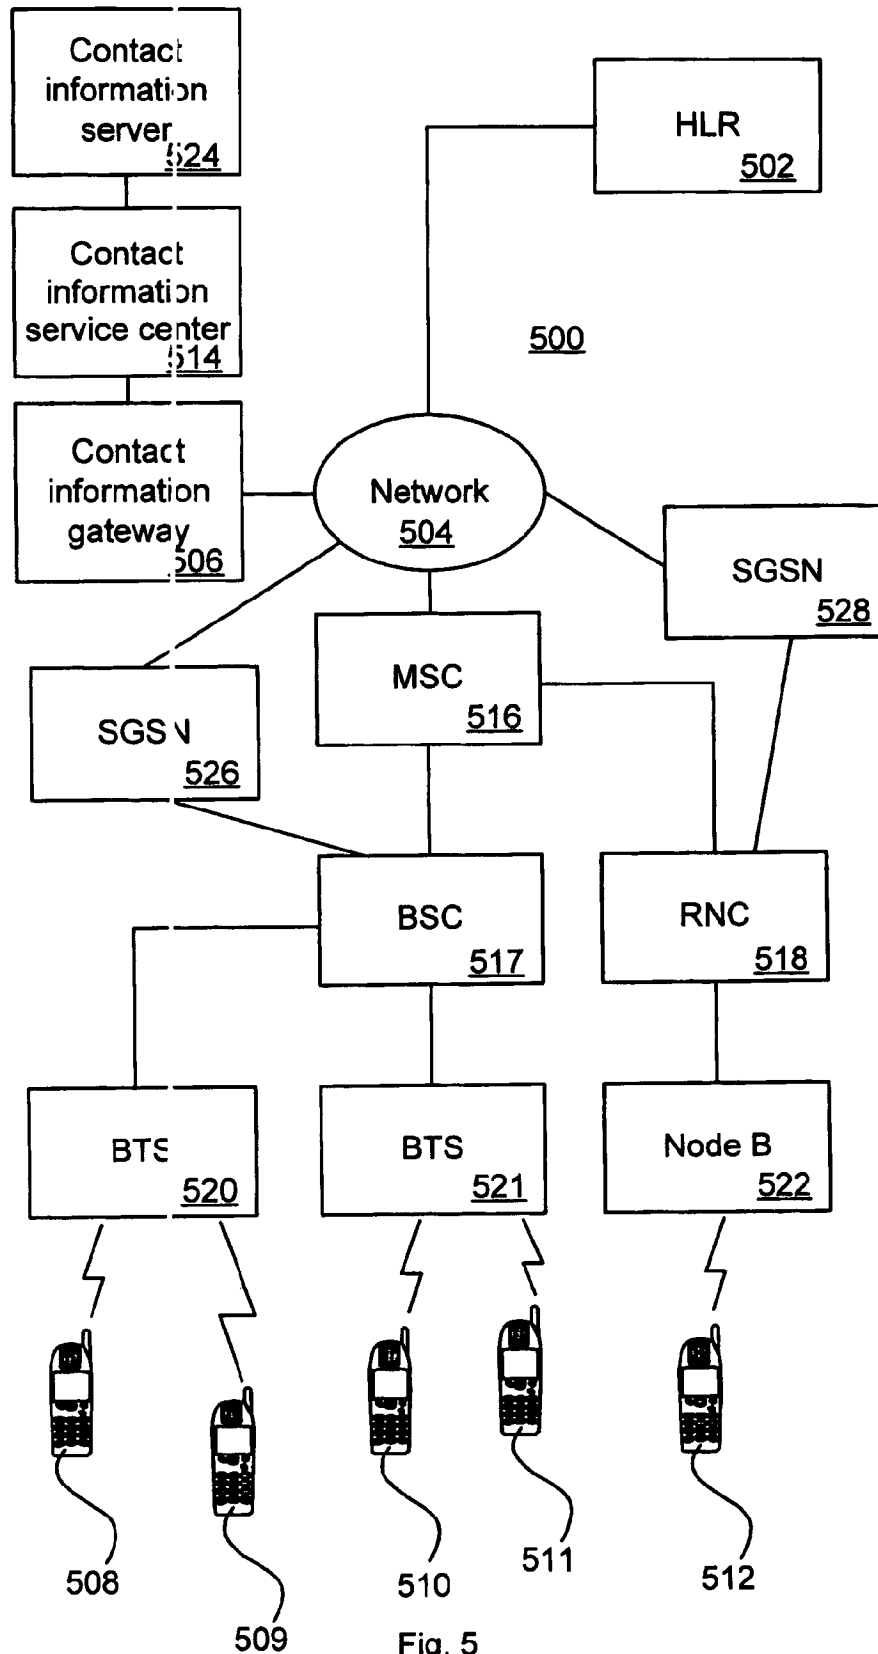 Contact
information
server
524
HLR
502
Contact
information
service center
514
500
Contact
information
gateway
506
Network
504
SGSN
528
MSC
516
SGSN
526
BSC
517
RNC
518
BTS
520
BTS
521
Node B
522
508
509
510
511
512
Fig. 5